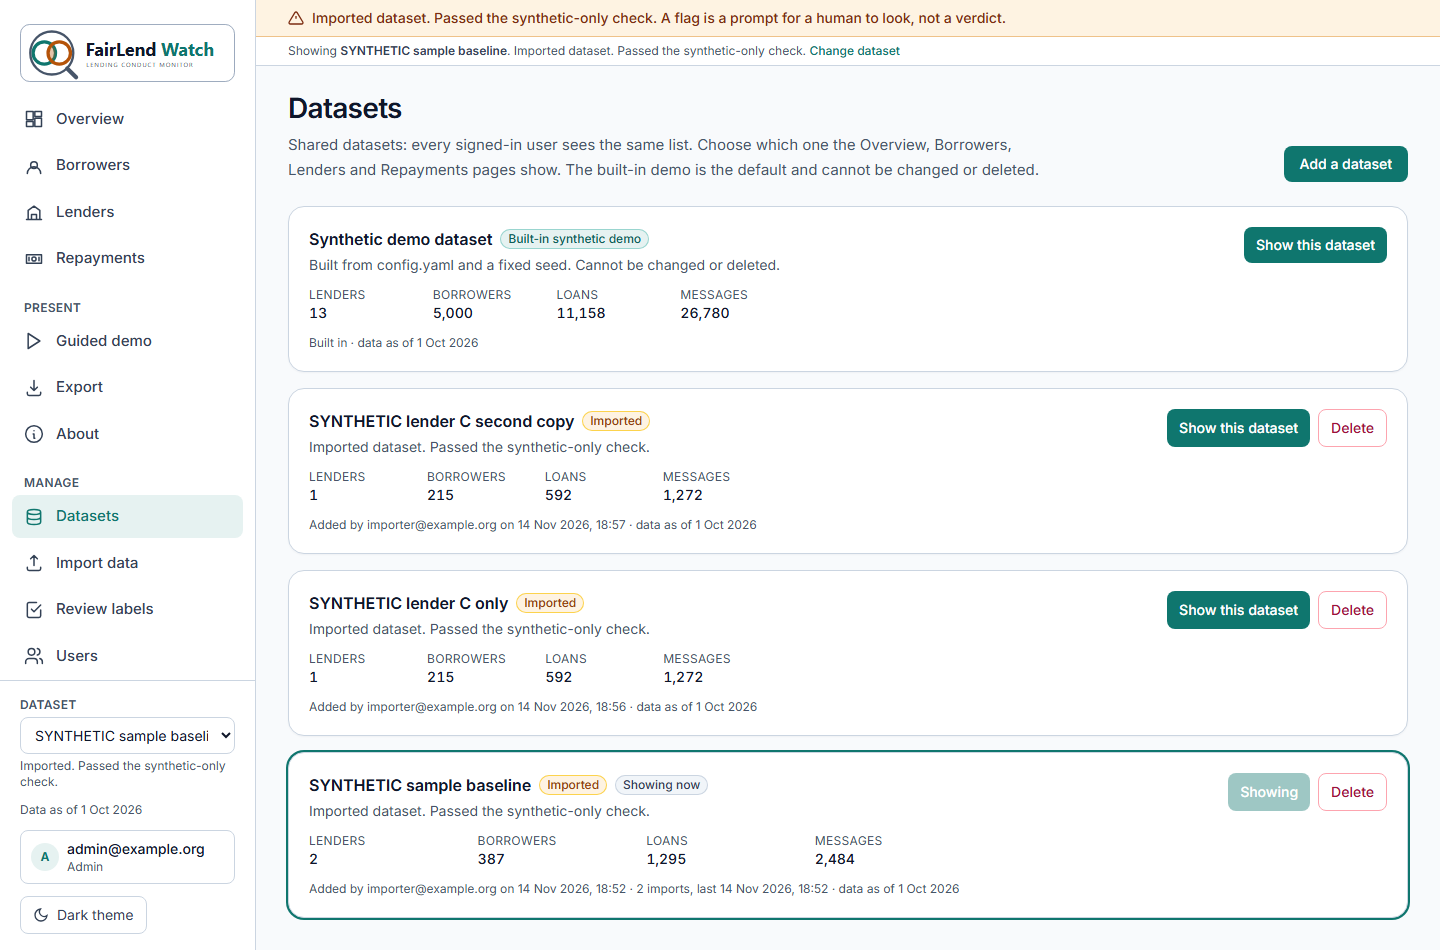 Imported dataset. Passed the synthetic-only check. A flag is a prompt for a human to look, not a verdict.
Showing SYNTHETIC sample baseline. Imported dataset. Passed the synthetic-only check. Change dataset
FairLend Watch
LENDING CONDUCT MONITOR
Overview
Borrowers
Lenders
Repayments
PRESENT
Guided demo
Export
About
MANAGE
Datasets
Import data
Review labels
Users
DATASET
SYNTHETIC sample baseli
Imported. Passed the synthetic-only
check.
Data as of 1 Oct 2026
A
admin@example.org
Admin
Dark theme
Datasets
Shared datasets: every signed-in user sees the same list. Choose which one the Overview, Borrowers,
Lenders and Repayments pages show. The built-in demo is the default and cannot be changed or deleted.
Add a dataset
Synthetic demo dataset Built-in synthetic demo
Show this dataset
Built from config.yaml and a fixed seed. Cannot be changed or deleted.
LENDERS BORROWERS LOANS MESSAGES
13 5,000 11,158 26,780
Built in · data as of 1 Oct 2026
SYNTHETIC lender C second copy Imported
Show this dataset Delete
Imported dataset. Passed the synthetic-only check.
LENDERS BORROWERS LOANS MESSAGES
1 215 592 1,272
Added by importer@example.org on 14 Nov 2026, 18:57 · data as of 1 Oct 2026
SYNTHETIC lender C only Imported
Show this dataset Delete
Imported dataset. Passed the synthetic-only check.
LENDERS BORROWERS LOANS MESSAGES
1 215 592 1,272
Added by importer@example.org on 14 Nov 2026, 18:56 · data as of 1 Oct 2026
SYNTHETIC sample baseline Imported Showing now
Showing Delete
Imported dataset. Passed the synthetic-only check.
LENDERS BORROWERS LOANS MESSAGES
2 387 1,295 2,484
Added by importer@example.org on 14 Nov 2026, 18:52 · 2 imports, last 14 Nov 2026, 18:52 · data as of 1 Oct 2026